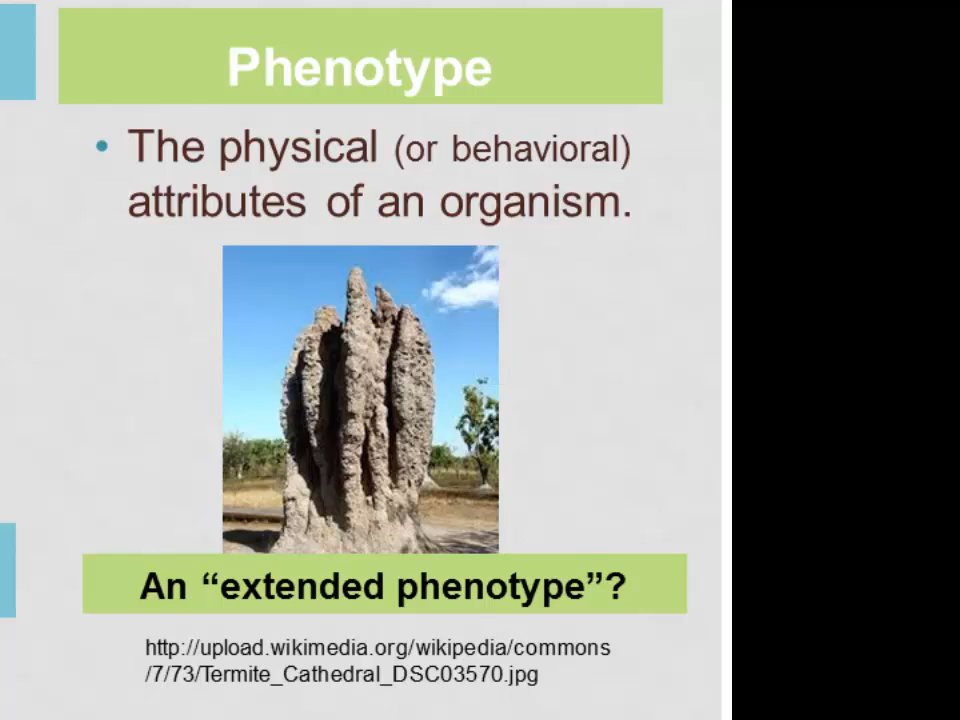 Phenotype
• The physical (or behavioral)
attributes of an organism.
An “extended phenotype”?
http://upload.wikimedia.org/wikipedia/commons
/7/73/Termite_Cathedral_DSC03570.jpg